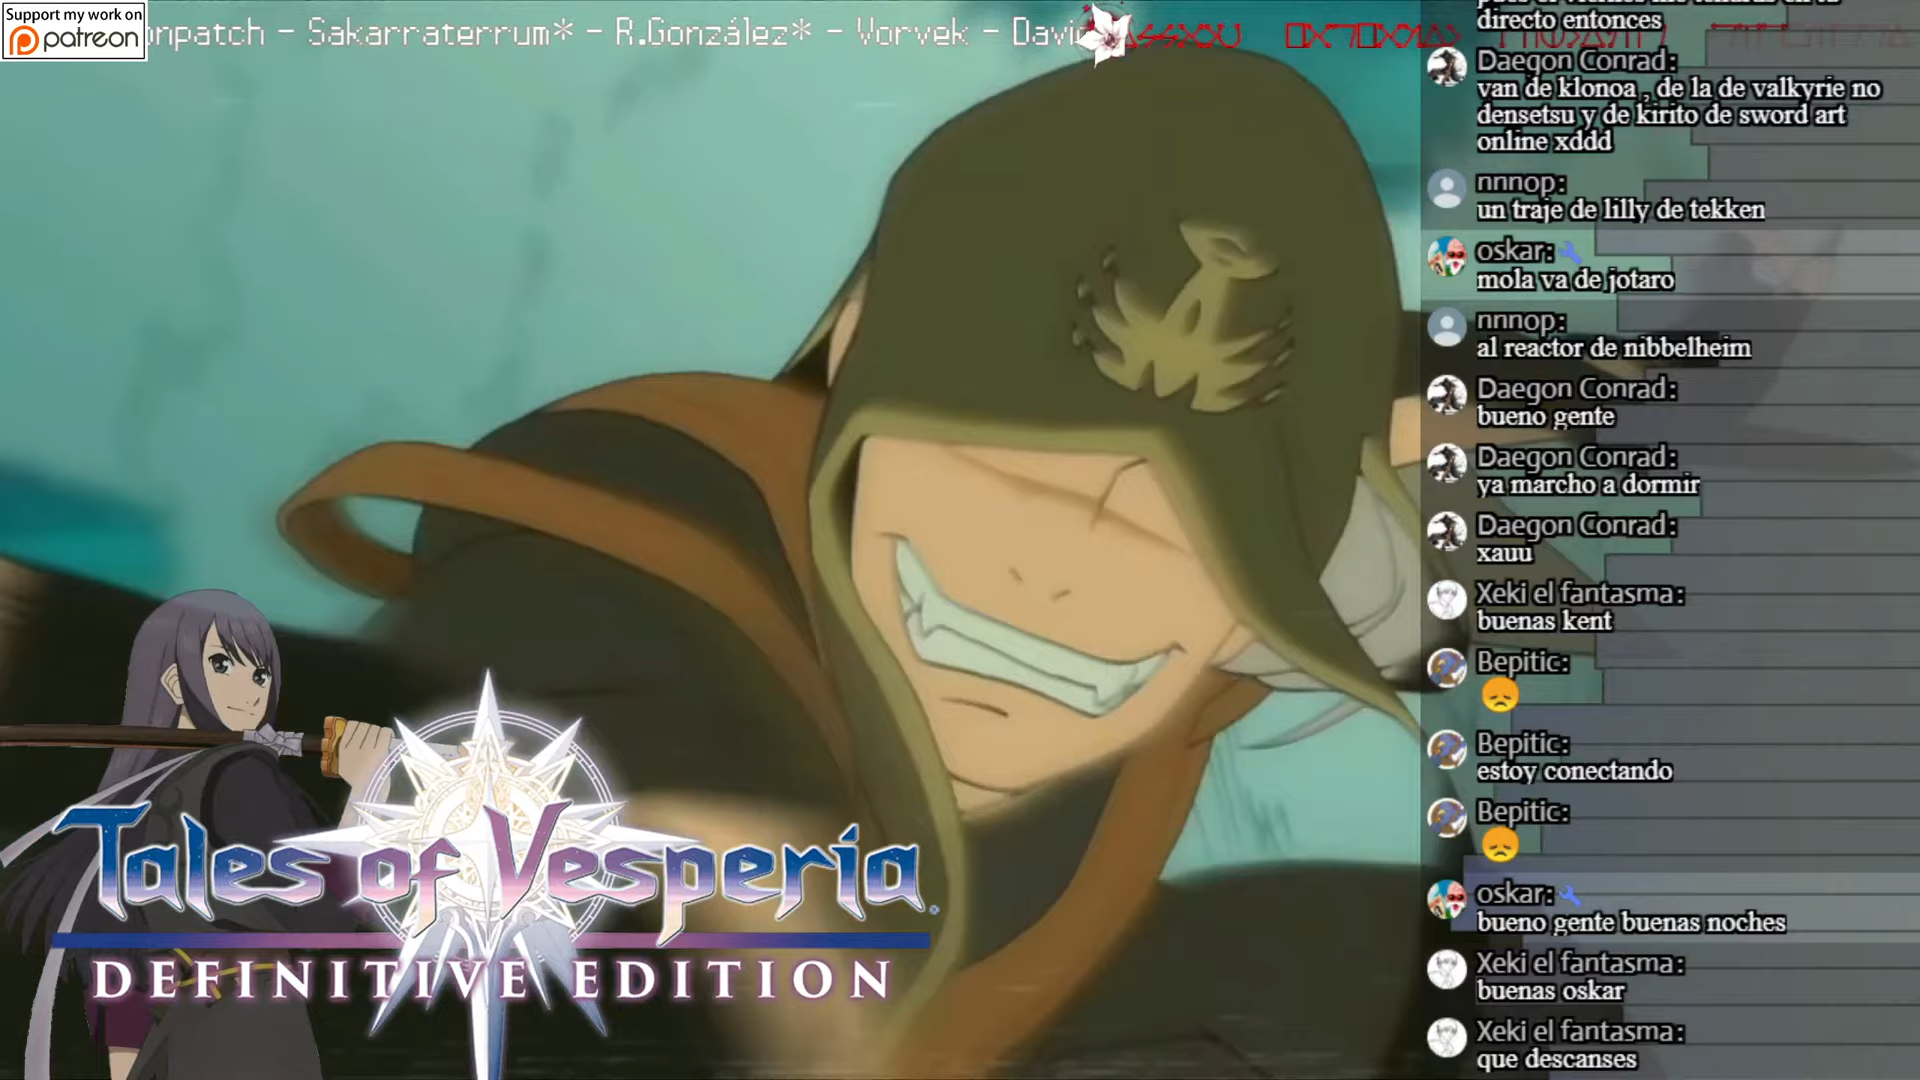 Support my work on
patreon
onpatch - Sakarraterrum* - R.González* - Vorvek - David
directo entonces
Daegon Conrad:
van de klonoa , de la de valkyrie no
densetsu y de kirito de sword art
online xddd
nnnop:
un traje de lilly de tekken
oskar:
mola va de jotaro
nnnop:
al reactor de nibbelheim
Daegon Conrad:
bueno gente
Daegon Conrad:
ya marcho a dormir
Daegon Conrad:
xauu
Xeki el fantasma:
buenas kent
Bepitic:
😞
Bepitic:
estoy conectando
Bepitic:
😞
oskar:
bueno gente buenas noches
Xeki el fantasma:
buenas oskar
Xeki el fantasma:
que descanses
Tales of Vesperia
DEFINITIVE EDITION